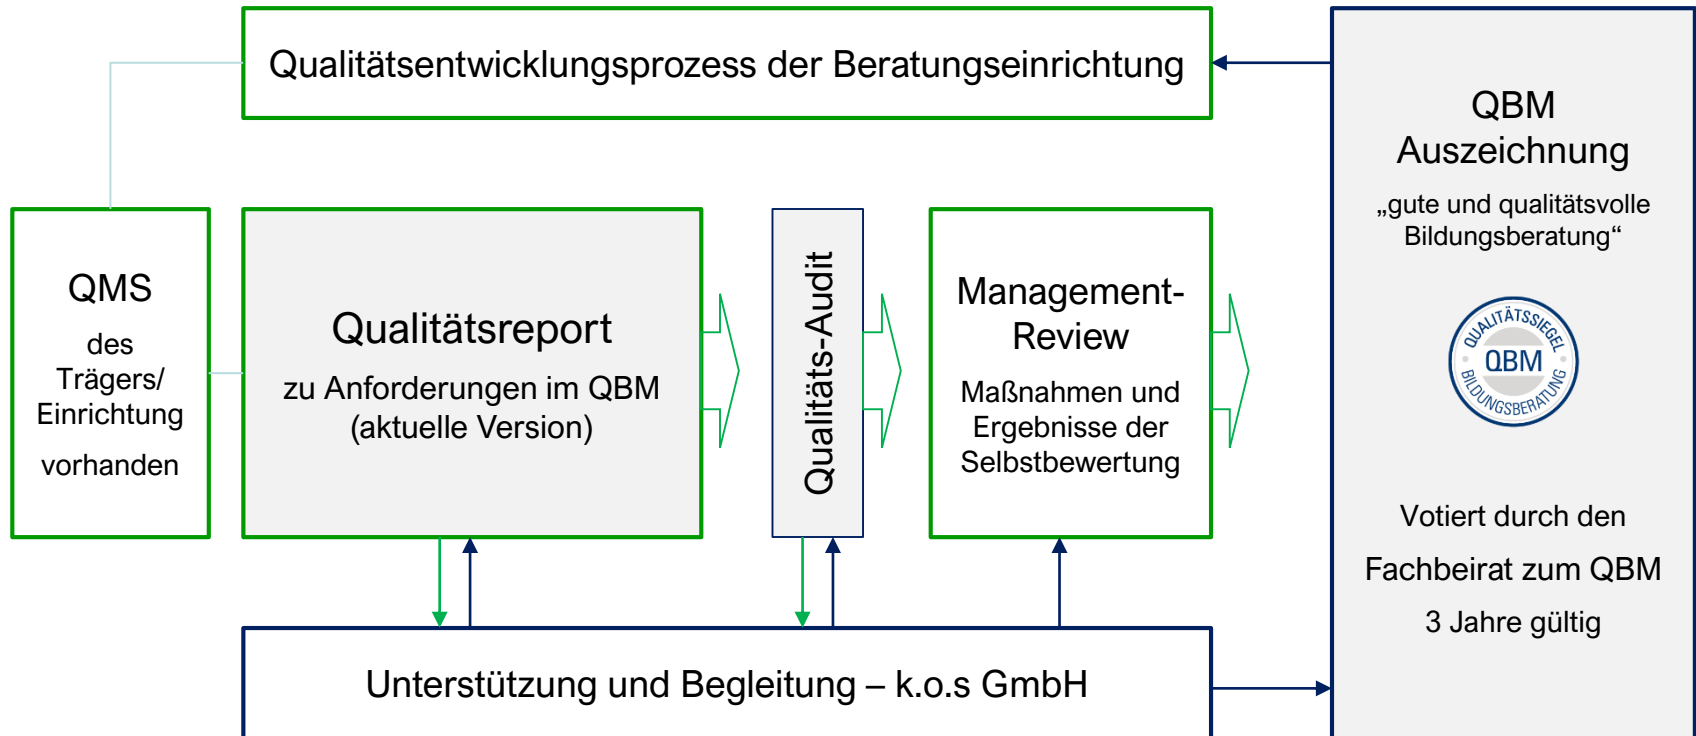 Qualitätsentwicklungsprozess der Beratungseinrichtung
QMS
des
Trägers/
Einrichtung
vorhanden
Qualitätsreport
zu Anforderungen im QBM
(aktuelle Version)
Qualitäts-Audit
Management-
Review
Maßnahmen und
Ergebnisse der
Selbstbewertung
Unterstützung und Begleitung – k.o.s GmbH
QBM
Auszeichnung
„gute und qualitätsvolle
Bildungsberatung“
QUALITÄTSSIEGEL
QBM
BILDUNGSBERATUNG
Votiert durch den
Fachbeirat zum QBM
3 Jahre gültig